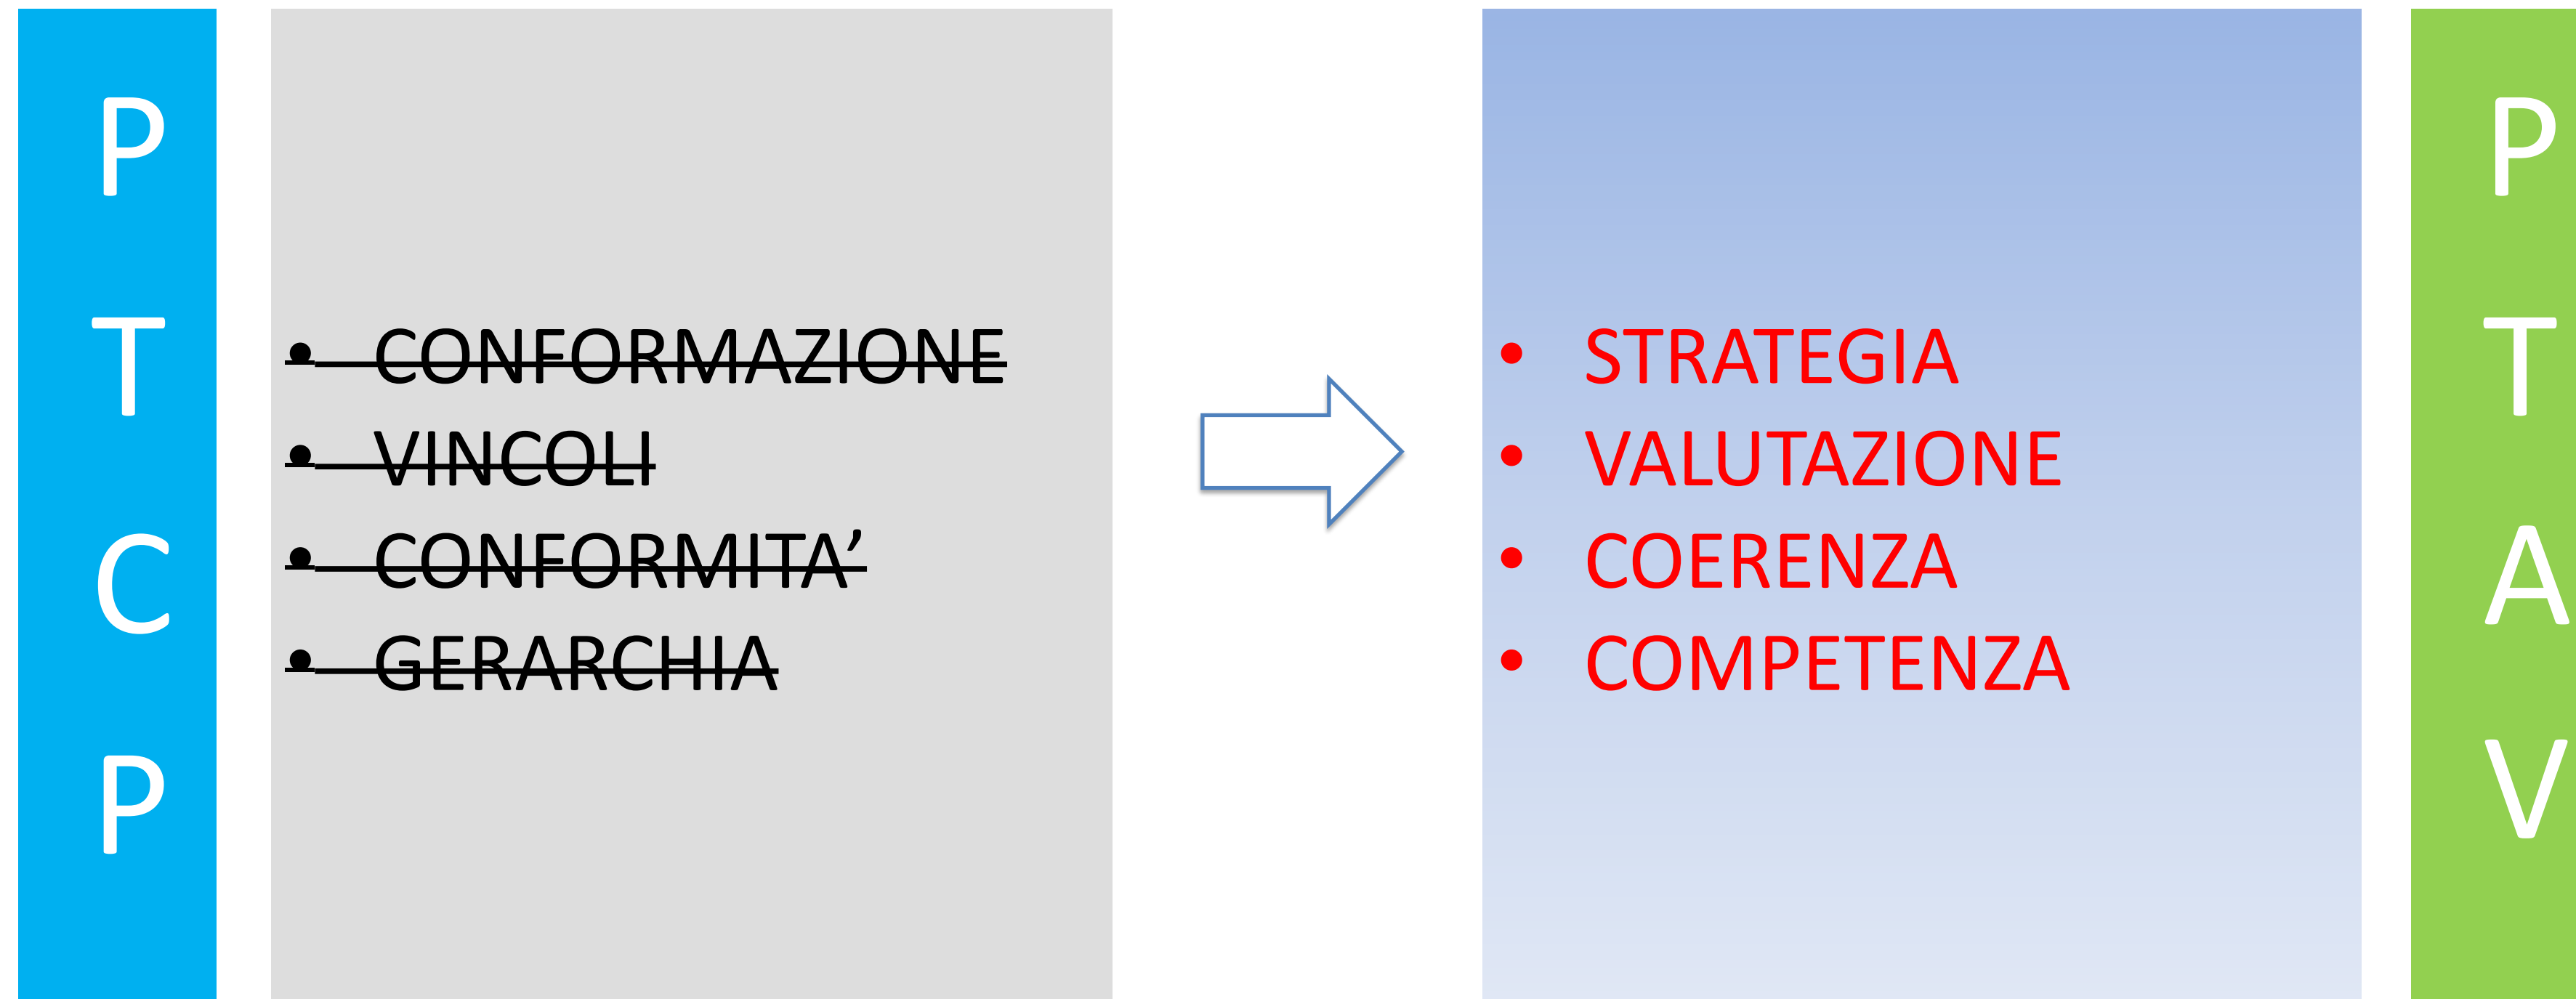 P
T
C
P
• CONFORMAZIONE
• VINCOLI
• CONFORMITA’
• GERARCHIA
• STRATEGIA
• VALUTAZIONE
• COERENZA
• COMPETENZA
P
T
A
V